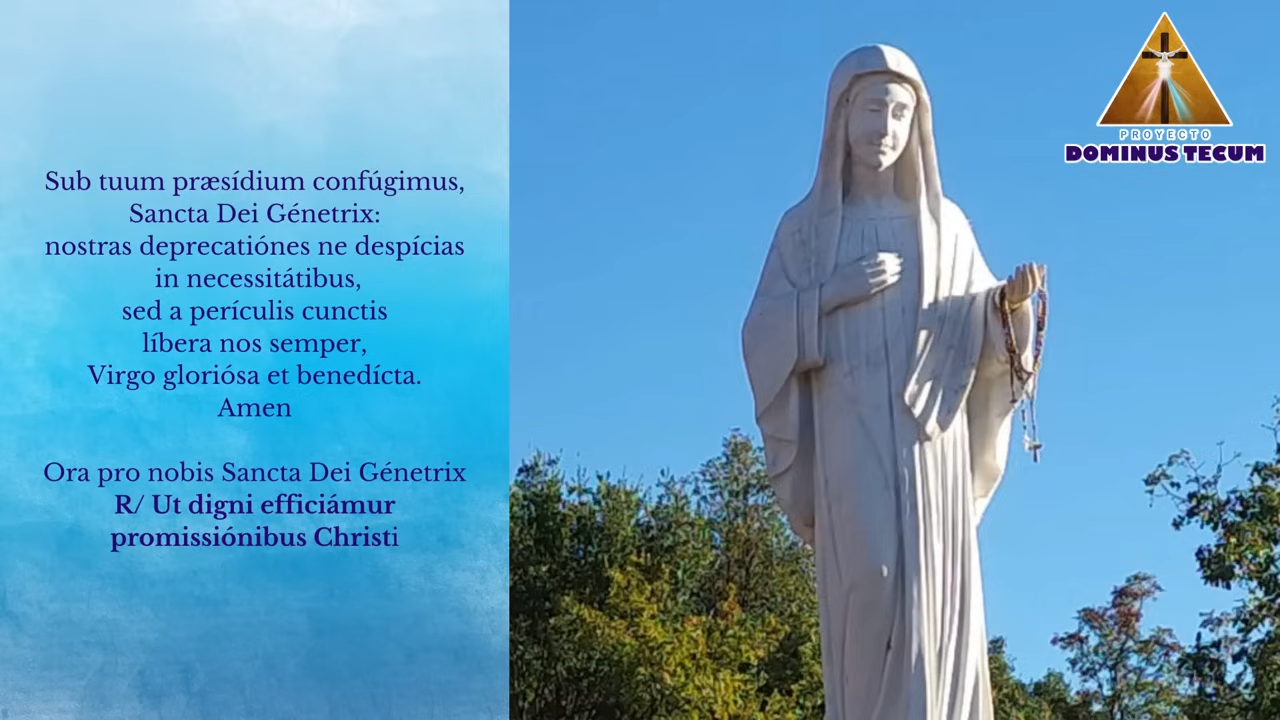 Sub tuum præsídium confúgimus,
Sancta Dei Génetrix:
nostras deprecatiónes ne despícias
in necessitátibus,
sed a perículis cunctis
líbera nos semper,
Virgo gloriósa et benedícta.
Amen
Ora pro nobis Sancta Dei Génetrix
R/ Ut digni efficiámur
promissiónibus Christi
PROYECTO
DOMINUS TECUM